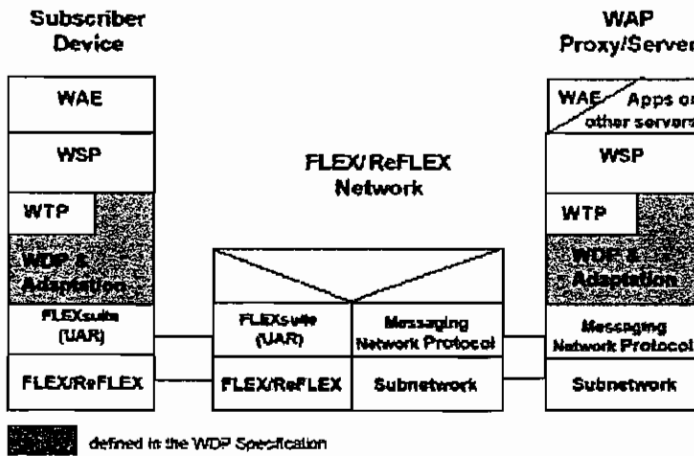 Subscriber
Device
WAE
WSP
WTP
WDP &
Adaptation
FLEXsuite
(UAR)
FLEX/ReFLEX
FLEX/ReFLEX
Network
FLEXsuite
(UAR)
Messaging
Network Protocol
FLEX/ReFLEX
Subnetwork
WAP
Proxy/Server
WAE
Apps on
other servers
WSP
WTP
WDP &
Adaptation
Messaging
Network Protocol
Subnetwork
defined in the WDP Specification